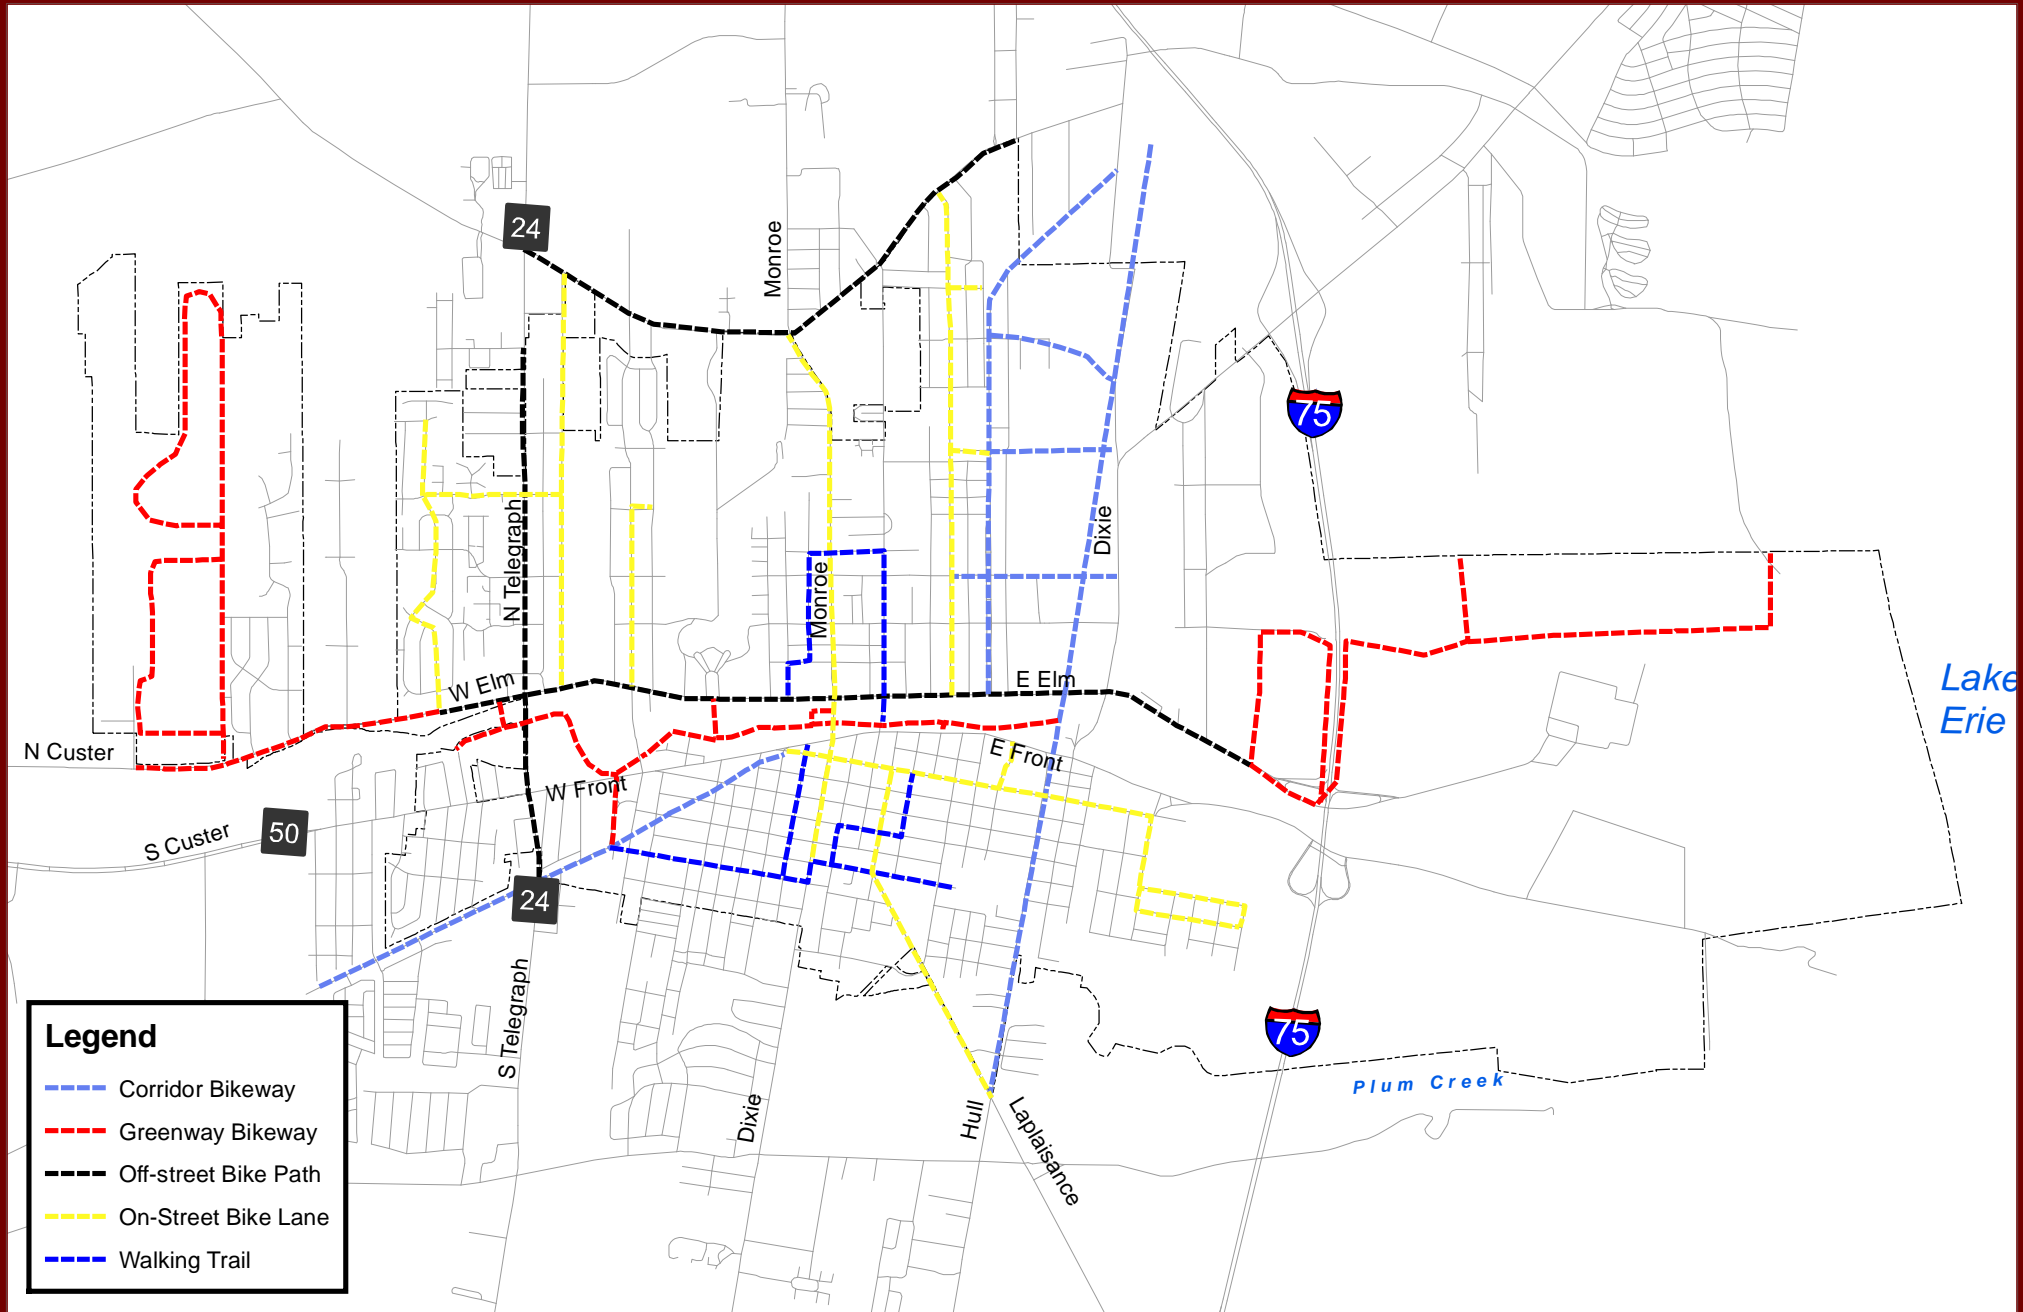 24
Monroe
75
N Telegraph
Dixie
Monroe
W Elm
E Elm
Lake
Erie
N Custer
E Front
W Front
S Custer
50
24
S Telegraph
75
Plum Creek
Dixie
Hull
Laplaisance
Legend
Corridor Bikeway
Greenway Bikeway
Off-street Bike Path
On-Street Bike Lane
Walking Trail